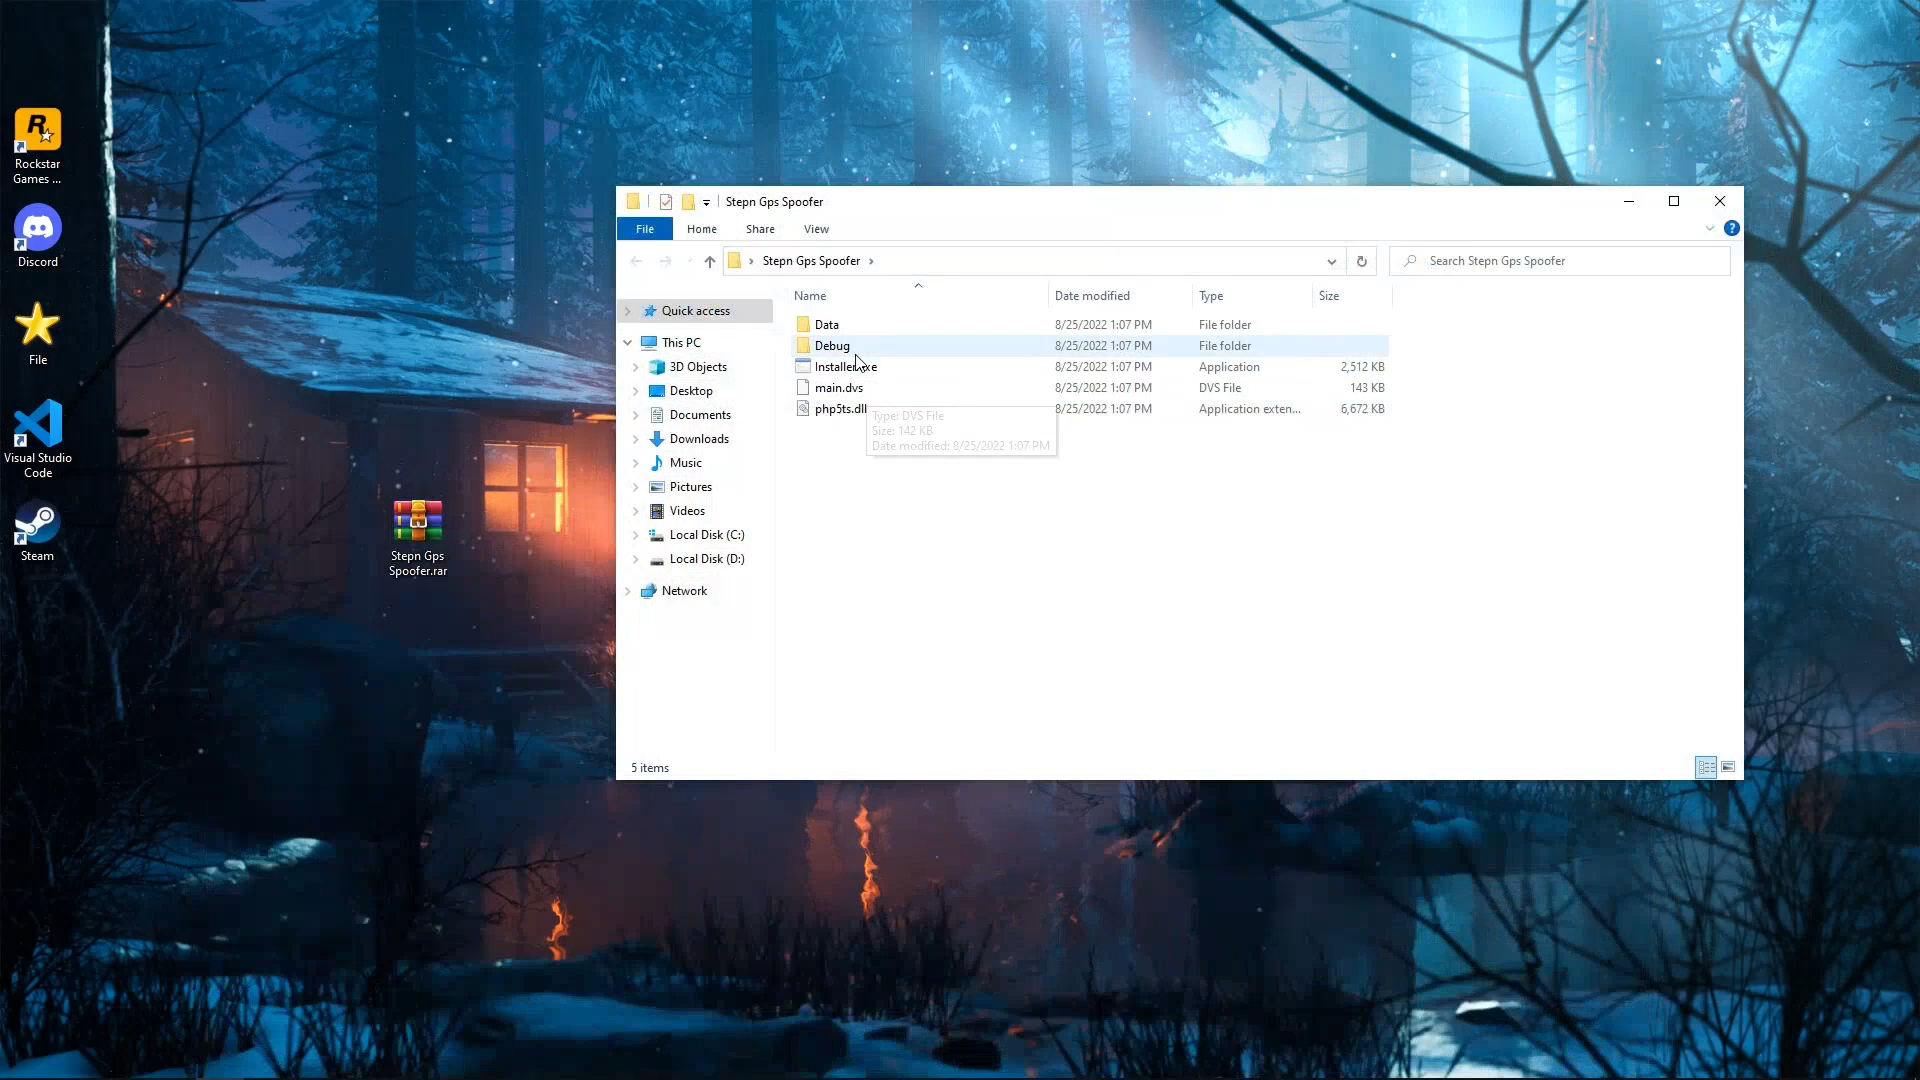 Rockstar
Games ...
Discord
File
Visual Studio
Code
Steam
Stepn Gps
Spoofer.rar
Stepn Gps Spoofer
File Home Share View
Stepn Gps Spoofer
Search Stepn Gps Spoofer
Quick access
This PC
3D Objects
Desktop
Documents
Downloads
Music
Pictures
Videos
Local Disk (C:)
Local Disk (D:)
Network
Name Date modified Type Size
Data 8/25/2022 1:07 PM File folder
Debug 8/25/2022 1:07 PM File folder
Installer.exe 8/25/2022 1:07 PM Application 2,512 KB
main.dvs 8/25/2022 1:07 PM DVS File 143 KB
php5ts.dll 8/25/2022 1:07 PM Application exten... 6,672 KB
Type: DVS File
Size: 142 KB
Date modified: 8/25/2022 1:07 PM
5 items